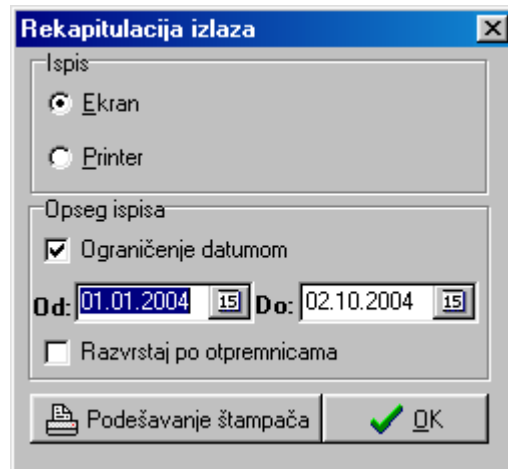 Rekapitulacija izlaza
Ispis
Ekran
Printer
Opseg ispisa
Ograničenje datumom
Od: 01.01.2004 15 Do: 02.10.2004 15
Razvrstaj po otpremnicama
Podešavanje štampača OK